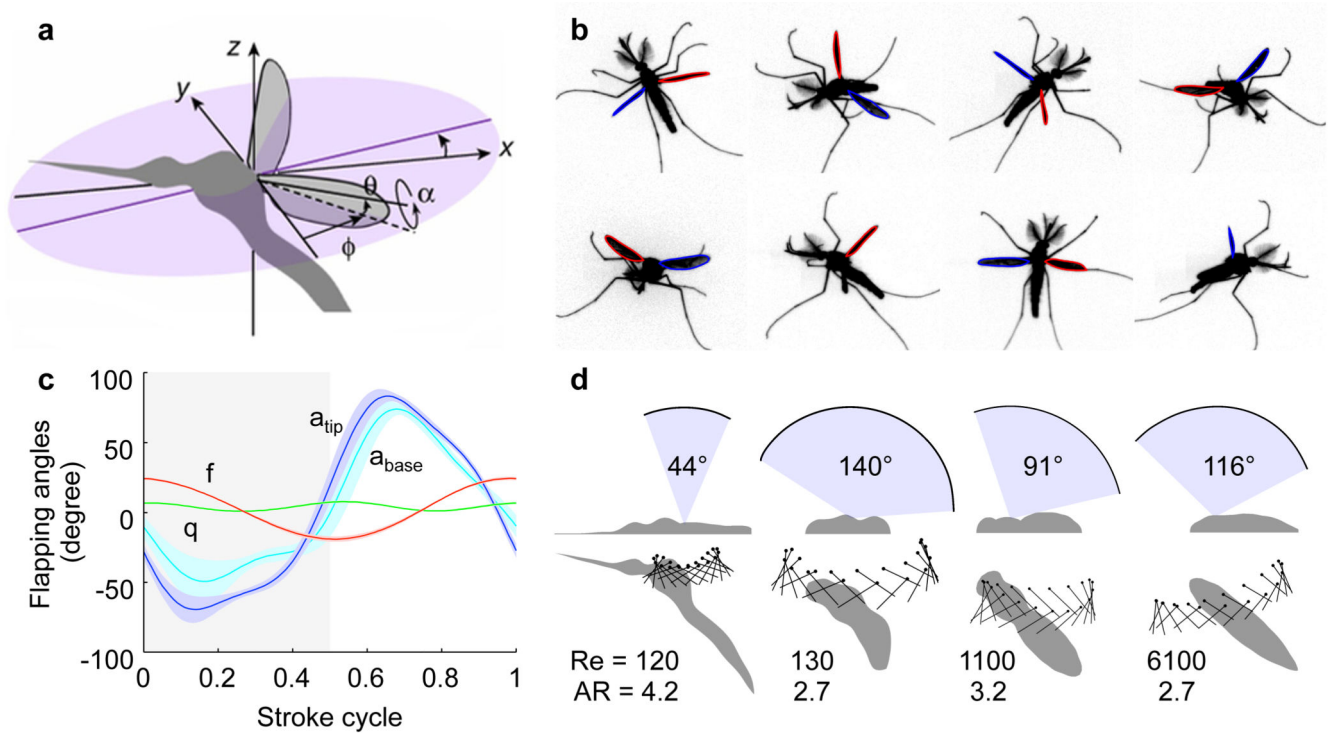 a
z
y
x
θ
α
ϕ
b
c
100
50
0
-50
-100
Flapping angles
(degree)
a_tip
a_base
f
q
0 0.2 0.4 0.6 0.8 1
Stroke cycle
d
44° 140° 91° 116°
Re = 120 130 1100 6100
AR = 4.2 2.7 3.2 2.7